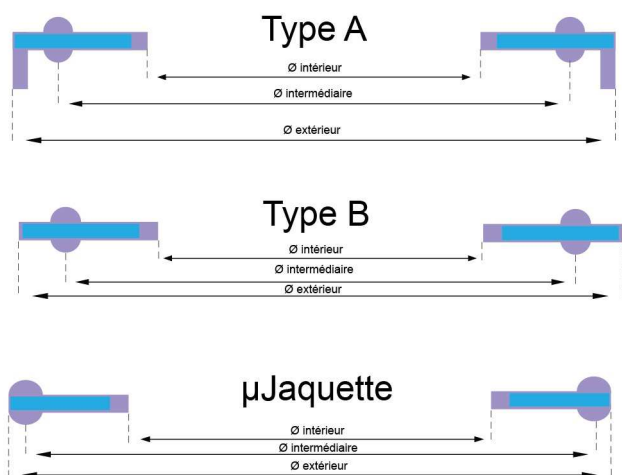 Type A
Ø intérieur
Ø intermédiaire
Ø extérieur
Type B
Ø intérieur
Ø intermédiaire
Ø extérieur
µJaquette
Ø intérieur
Ø intermédiaire
Ø extérieur